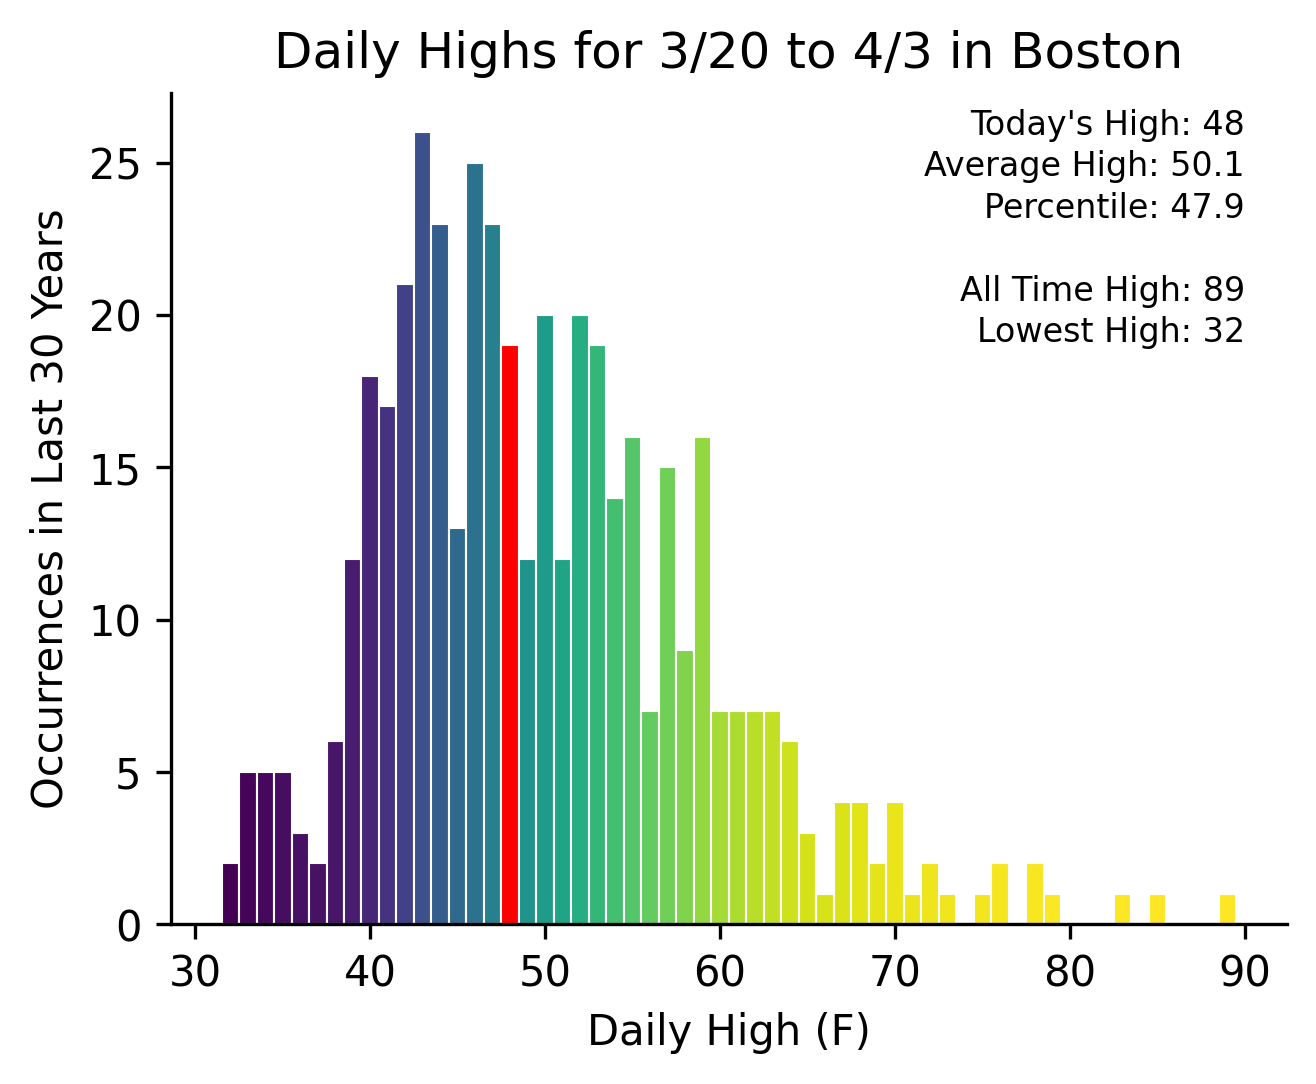 Daily Highs for 3/20 to 4/3 in Boston
Today's High: 48
Average High: 50.1
Percentile: 47.9
All Time High: 89
Lowest High: 32
Occurrences in Last 30 Years
25
20
15
10
5
0
30 40 50 60 70 80 90
Daily High (F)